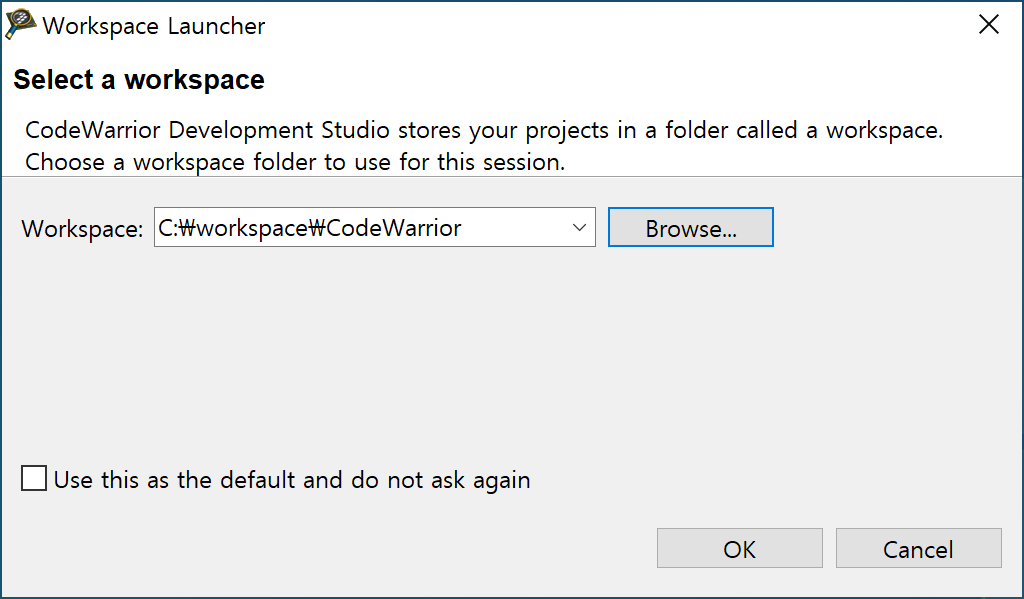 Workspace Launcher
Select a workspace
CodeWarrior Development Studio stores your projects in a folder called a workspace.
Choose a workspace folder to use for this session.
Workspace: C:₩workspace₩CodeWarrior Browse...
Use this as the default and do not ask again
OK Cancel